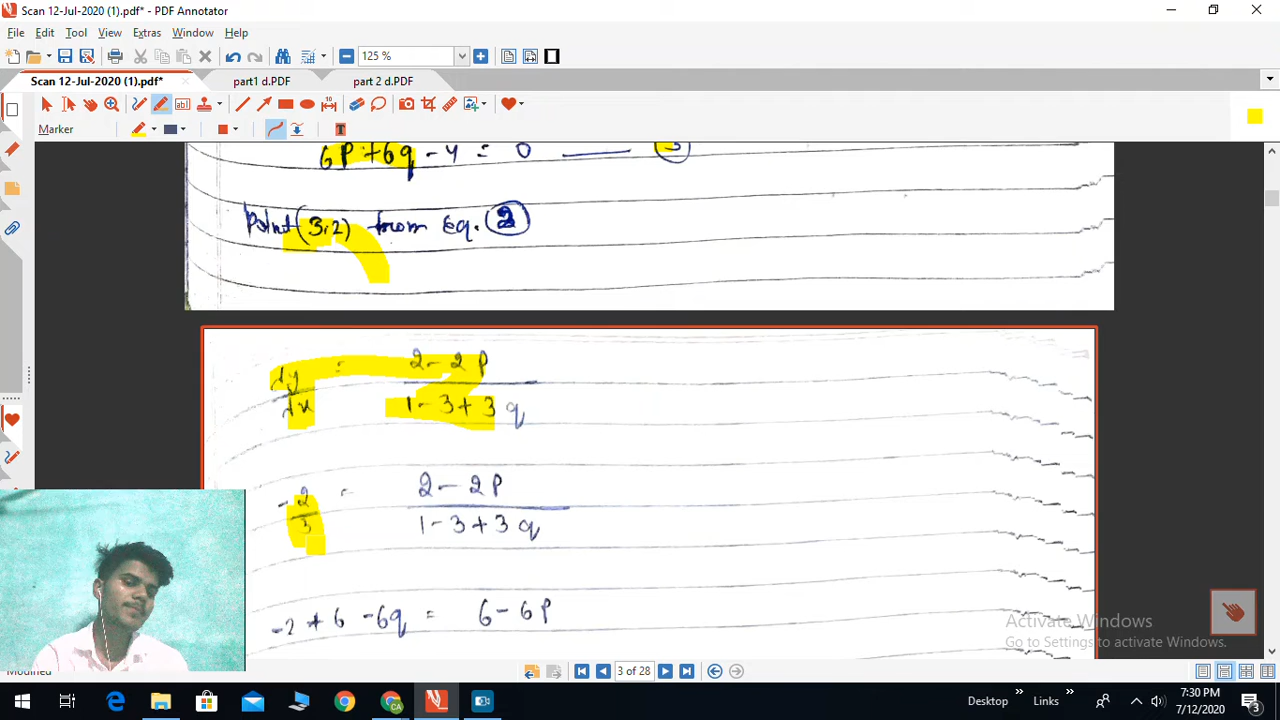 Scan 12-Jul-2020 (1).pdf* - PDF Annotator
File Edit Tool View Extras Window Help
125 %
Scan 12-Jul-2020 (1).pdf* part1 d.PDF part 2 d.PDF
Marker
6P + 6q - 4 = 0 —— 3
Point (3,2) from Eq. 2
dy/dx = 2 - 2P / 1 - 3 + 3q
-2/3 = 2 - 2P / 1 - 3 + 3q
-2 + 6 - 6q = 6 - 6P
Activate Windows
Go to Settings to activate Windows.
Modified
3 of 28
Desktop Links 7:30 PM
7/12/2020
3